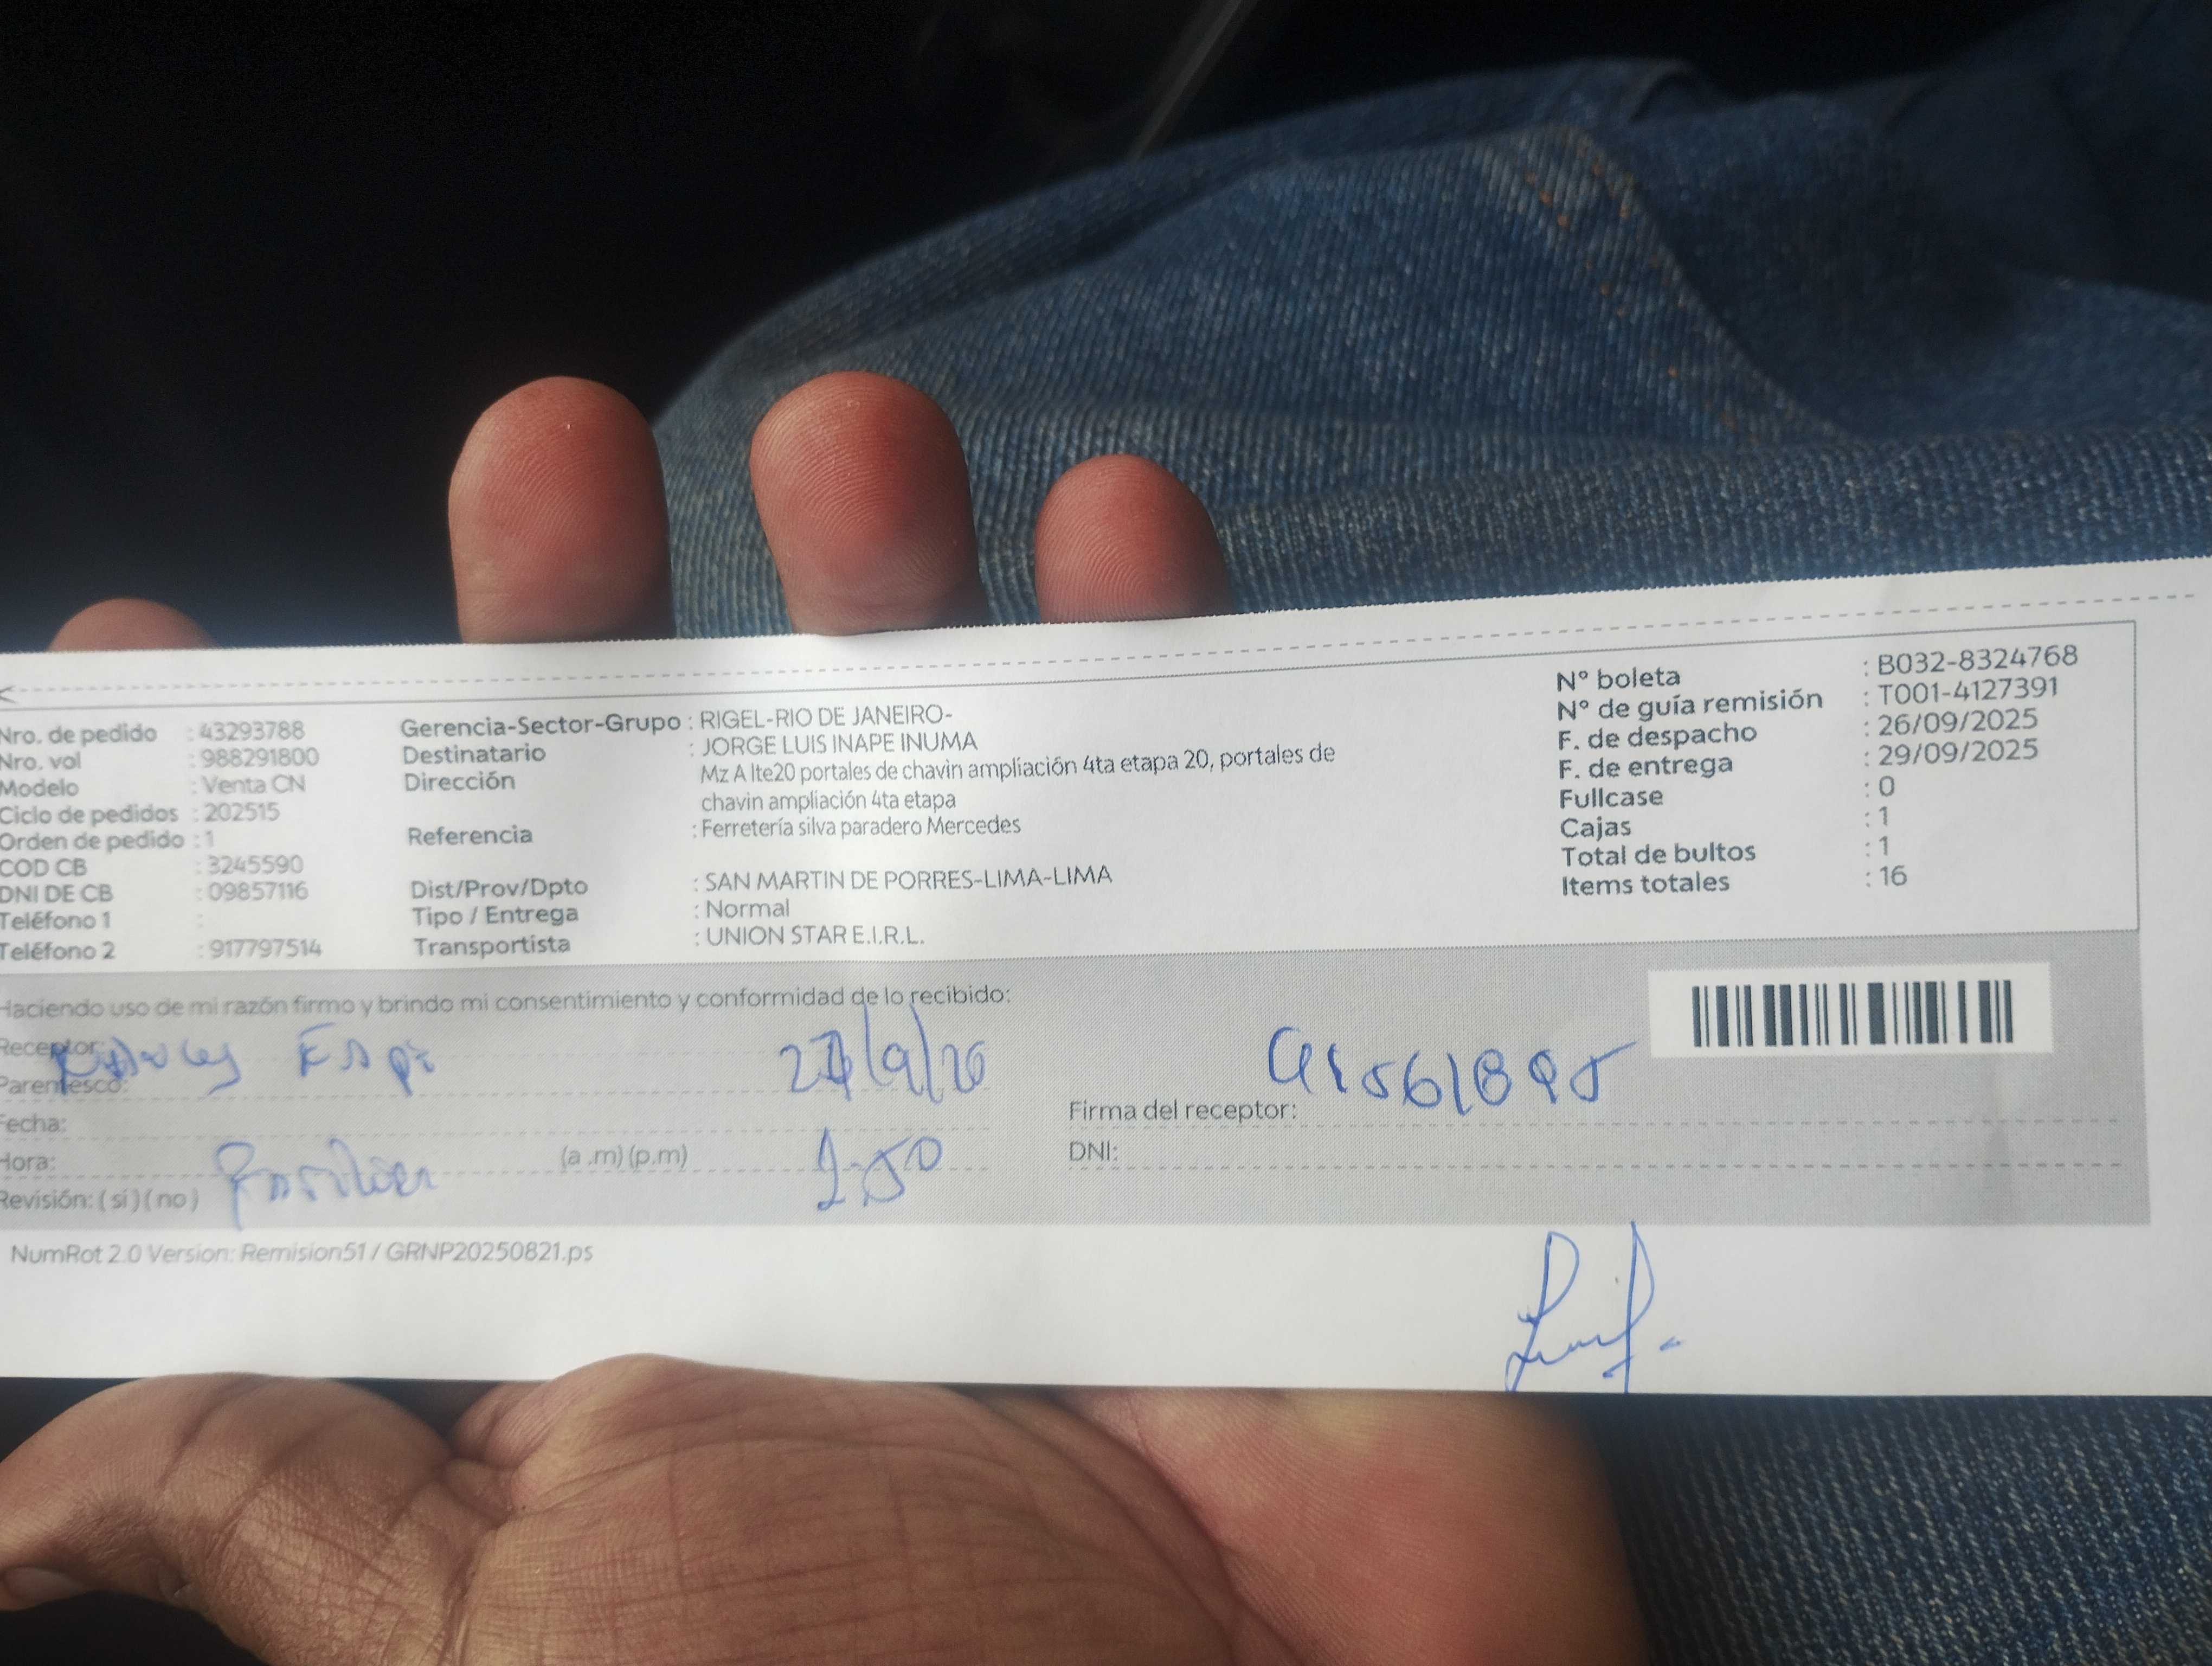 Nro. de pedido : 43293788 Gerencia-Sector-Grupo : RIGEL-RIO DE JANEIRO- N° boleta : B032-8324768
Nro. vol : 988291800 Destinatario : JORGE LUIS INAPE INUMA N° de guía remisión : T001-4127391
Modelo : Venta CN Dirección Mz A lte20 portales de chavin ampliación 4ta etapa 20, portales de F. de despacho : 26/09/2025
Ciclo de pedidos : 202515 chavin ampliación 4ta etapa F. de entrega : 29/09/2025
Orden de pedido : 1 Referencia : Ferretería silva paradero Mercedes Fullcase : 0
COD CB : 3245590 Cajas : 1
DNI DE CB : 09857116 Dist/Prov/Dpto : SAN MARTIN DE PORRES-LIMA-LIMA Total de bultos : 1
Teléfono 1 : Tipo / Entrega : Normal Items totales : 16
Teléfono 2 : 917797514 Transportista : UNION STAR E.I.R.L.
Haciendo uso de mi razón firmo y brindo mi consentimiento y conformidad de lo recibido:
Receptor:
Parentesco:
Fecha: Firma del receptor:
Hora: (a .m) (p.m) 2:50 DNI:
Revisión: ( si ) ( no )
NumRot 2.0 Version: Remision51 / GRNP20250821.ps